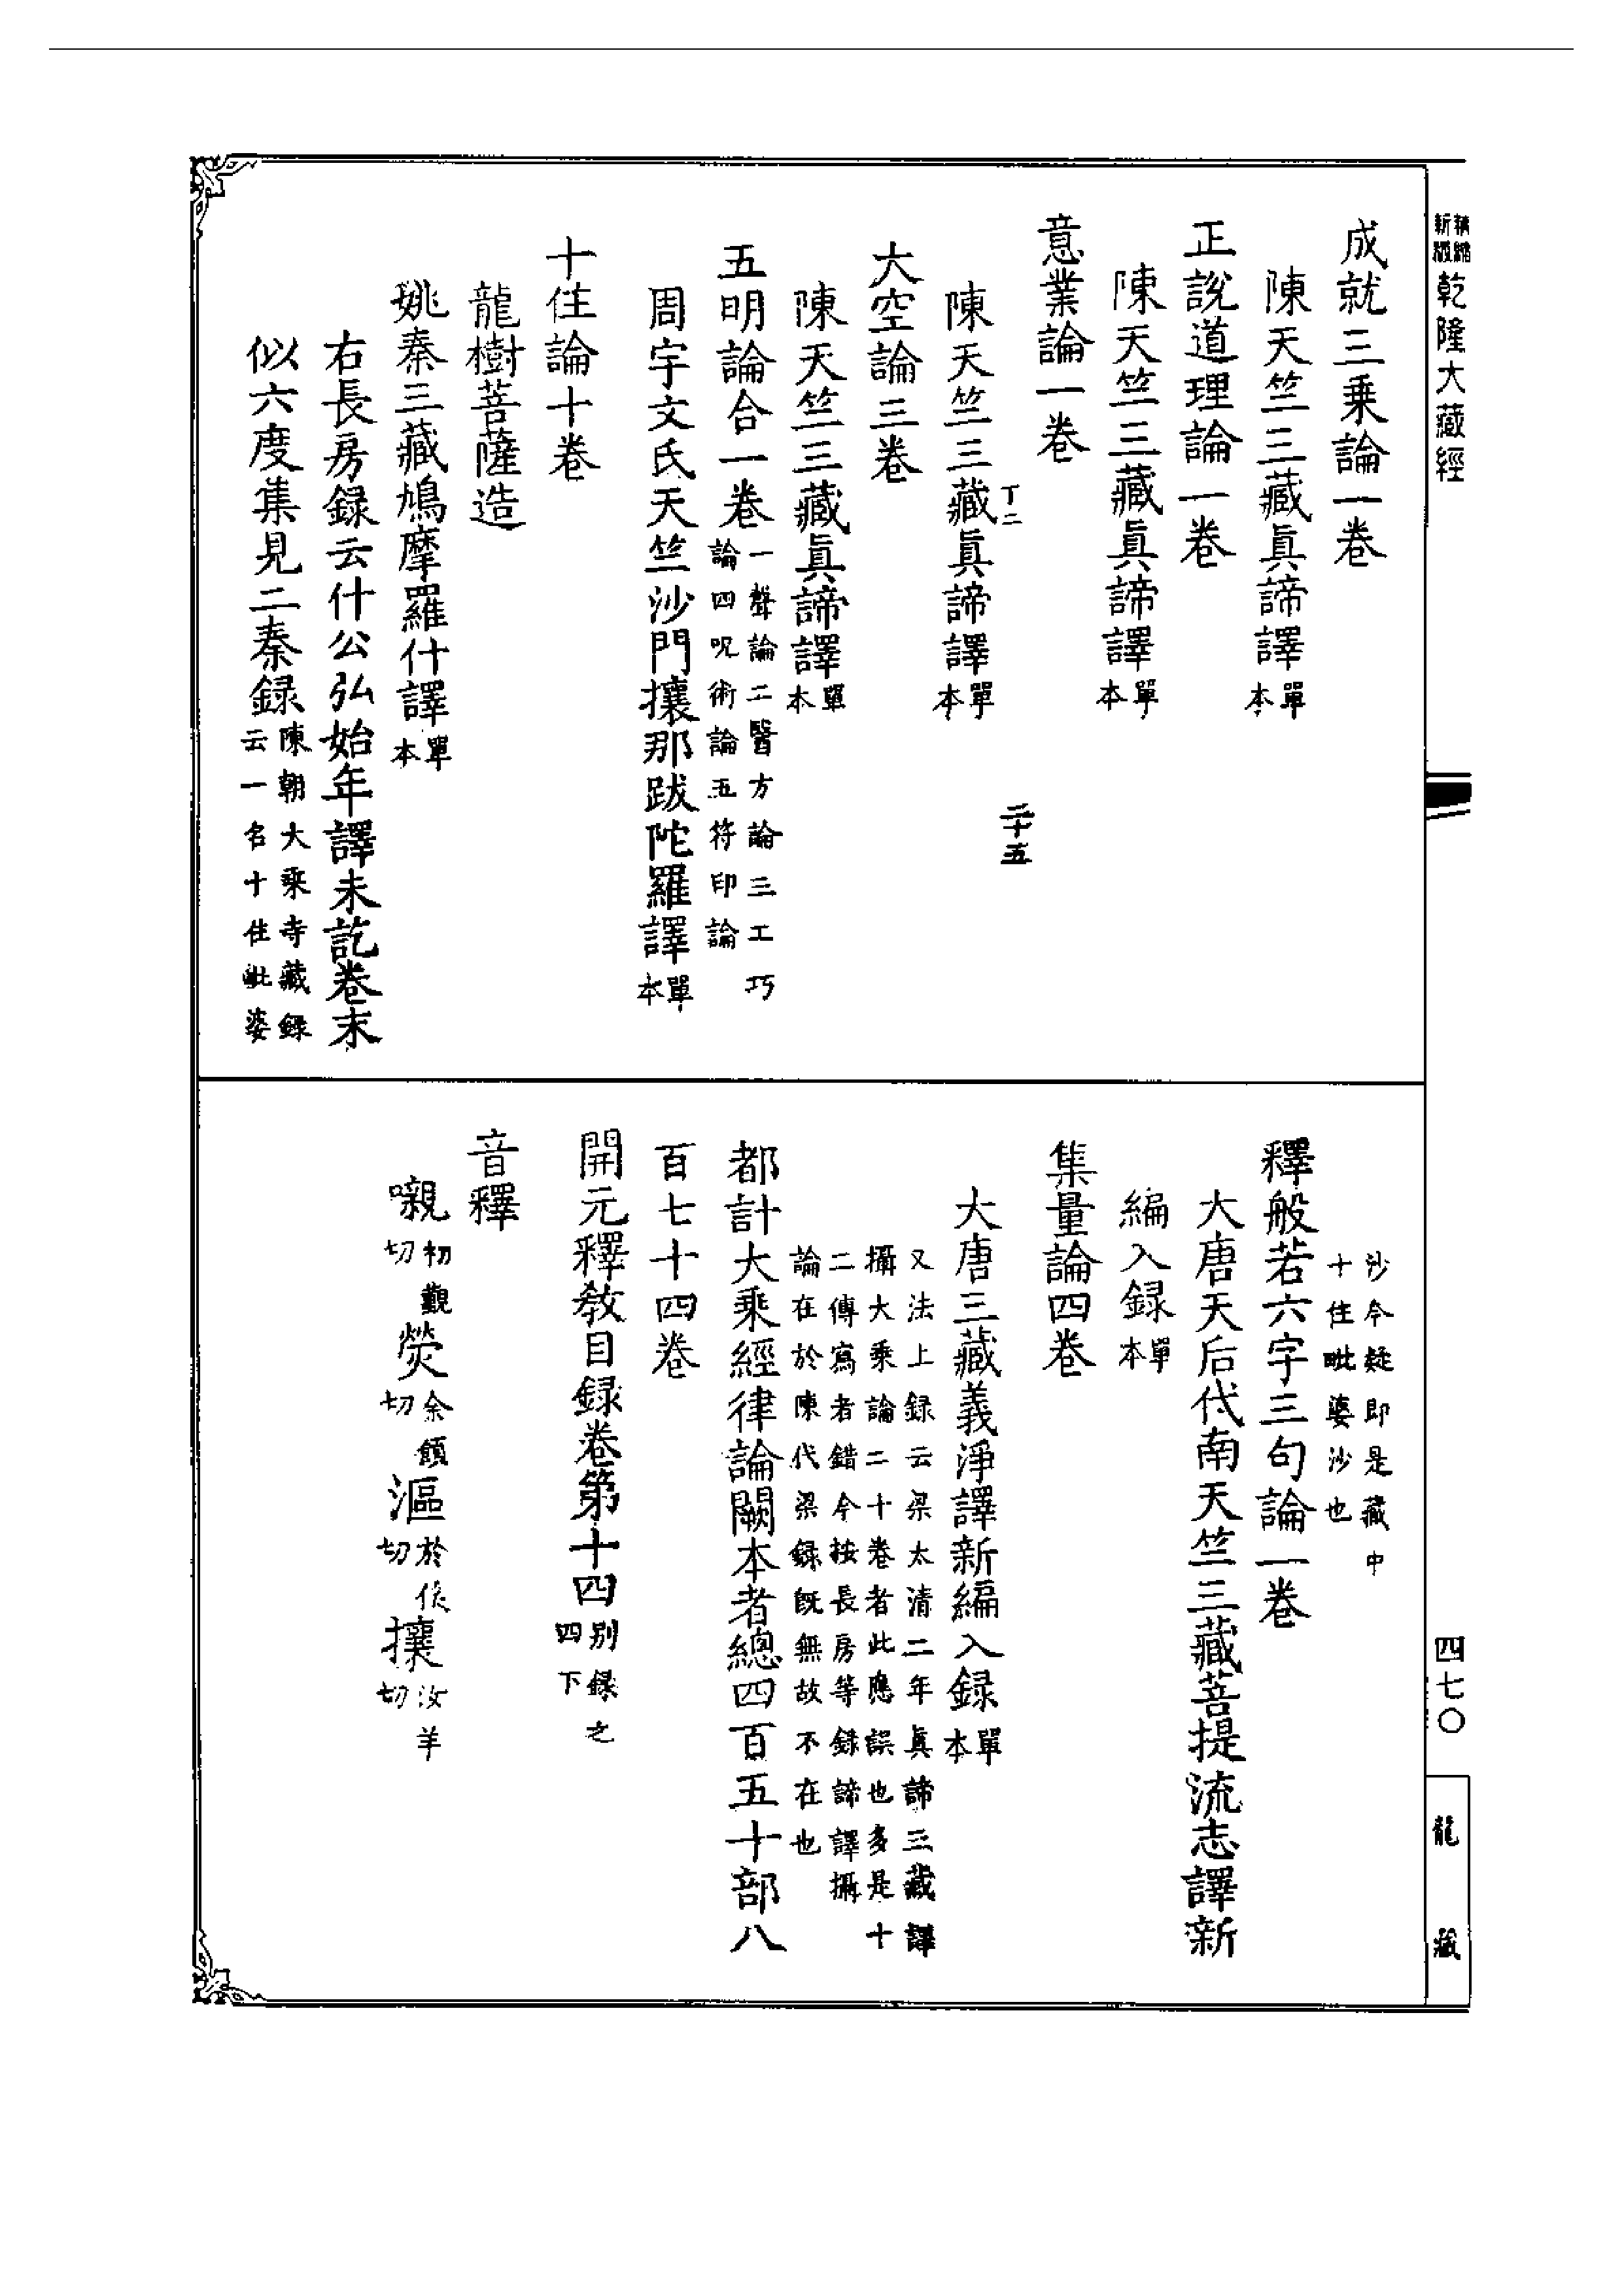 新編縮版 乾隆大藏經
成就三乘論一卷
陳天竺三藏眞諦譯單本
正說道理論一卷
陳天竺三藏眞諦譯單本
意業論一卷
丁二 二十五
陳天竺三藏眞諦譯單本
大空論三卷
陳天竺三藏眞諦譯單本
五明論合一卷一聲論二醫方論三工巧論四呪術論五符印論
周宇文氏天竺沙門攘那跋陀羅譯單本
十住論十卷
龍樹菩薩造
姚秦三藏鳩摩羅什譯單本
右長房録云什公弘始年譯未訖卷末
似六度集見二秦録陳朝大乘寺藏録云一名十住毗婆
沙今疑即是藏中十住毗婆沙也
釋般若六字三句論一卷
大唐天后代南天竺三藏菩提流志譯新
編入録單本
集量論四卷
大唐三藏義淨譯新編入録單本
又法上録云梁太清二年眞諦三藏譯
攝大乘論二十卷者此應誤也多是十
二傳寫者錯今按長房等録諦譯攝
論在於陳代梁録既無故不在也
都計大乘經律論闕本者總四百五十部八
百七十四卷
開元釋教目録卷第十四别録之四下
音釋
嚫初覲切 熒余傾切 漚於侯切 攘汝羊切
四七〇
龍藏